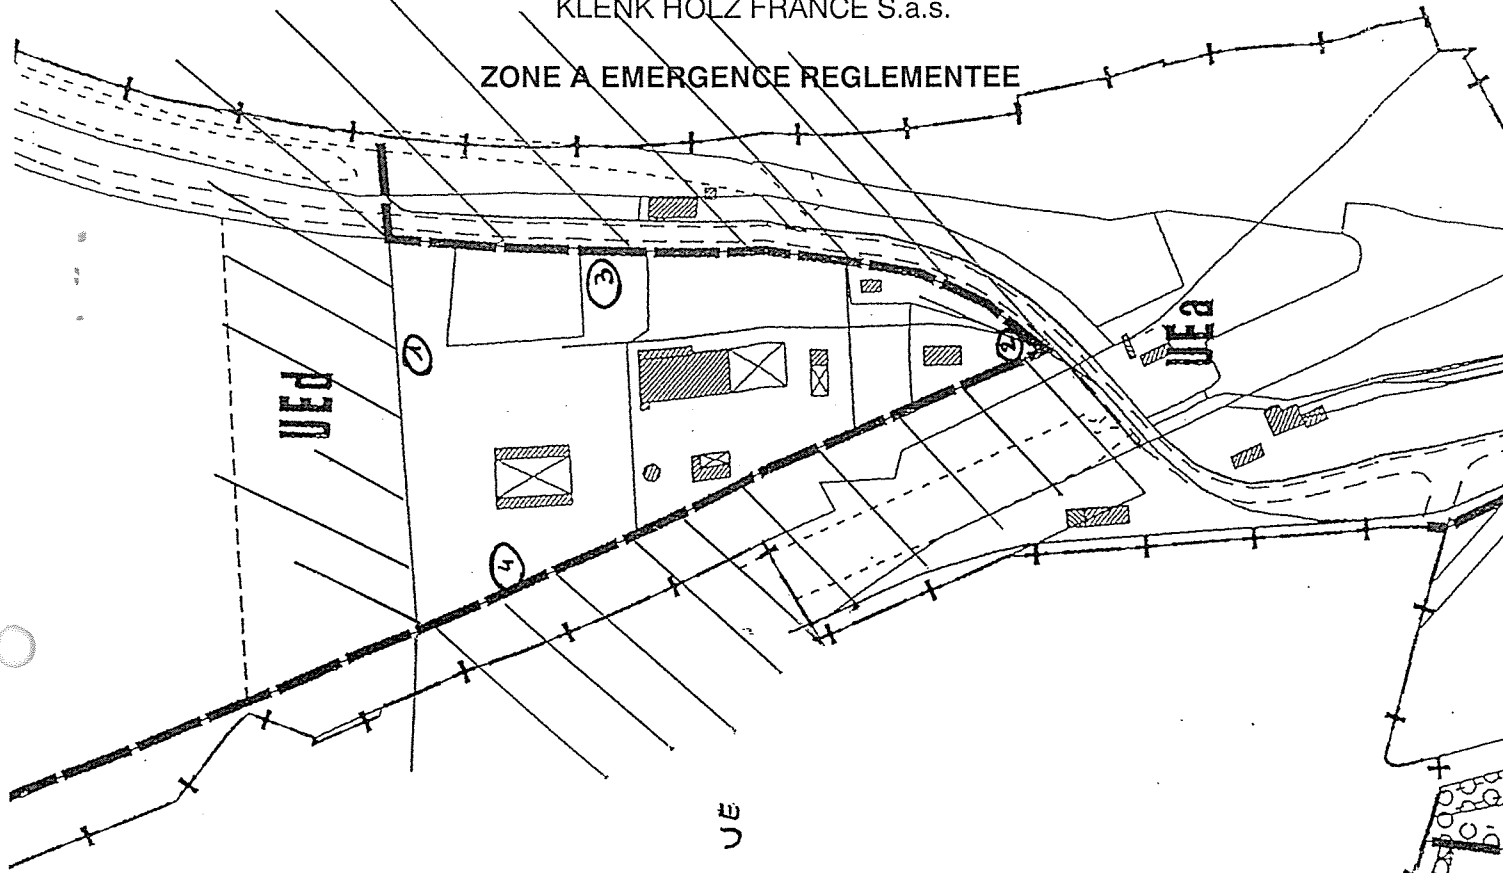 KLENK HOLZ FRANCE S.a.s.
ZONE A EMERGENCE REGLEMENTEE
3
1
2
UEa
UEd
4
UE